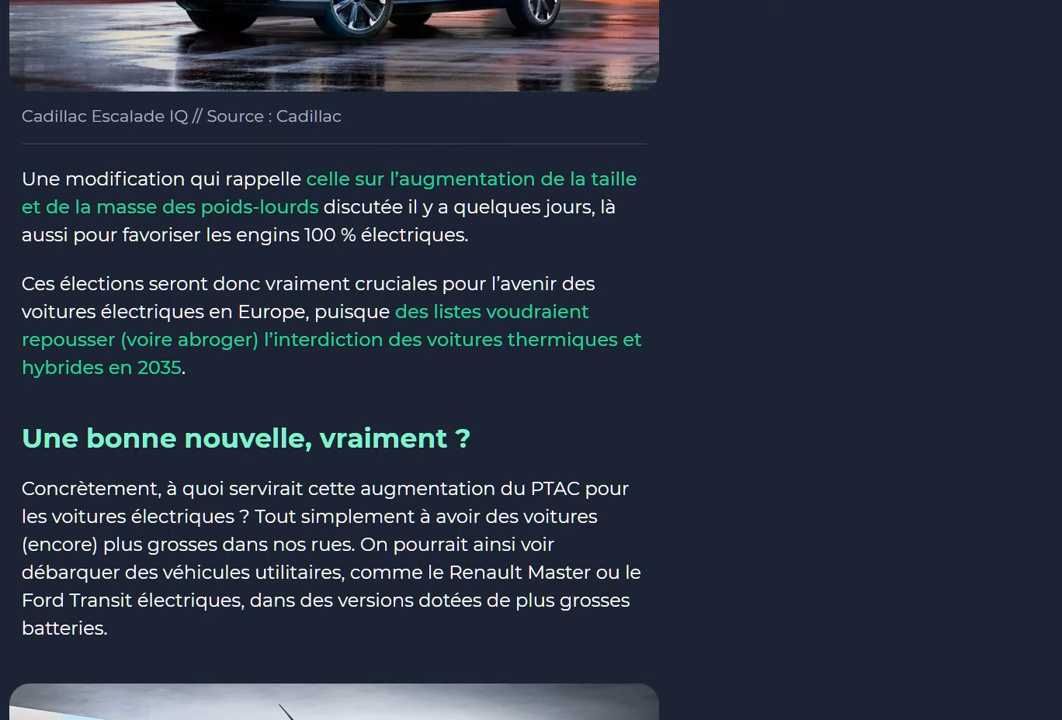 Cadillac Escalade IQ // Source : Cadillac
Une modification qui rappelle celle sur l’augmentation de la taille
et de la masse des poids-lourds discutée il y a quelques jours, là
aussi pour favoriser les engins 100 % électriques.
Ces élections seront donc vraiment cruciales pour l’avenir des
voitures électriques en Europe, puisque des listes voudraient
repousser (voire abroger) l’interdiction des voitures thermiques et
hybrides en 2035.
Une bonne nouvelle, vraiment ?
Concrètement, à quoi servirait cette augmentation du PTAC pour
les voitures électriques ? Tout simplement à avoir des voitures
(encore) plus grosses dans nos rues. On pourrait ainsi voir
débarquer des véhicules utilitaires, comme le Renault Master ou le
Ford Transit électriques, dans des versions dotées de plus grosses
batteries.